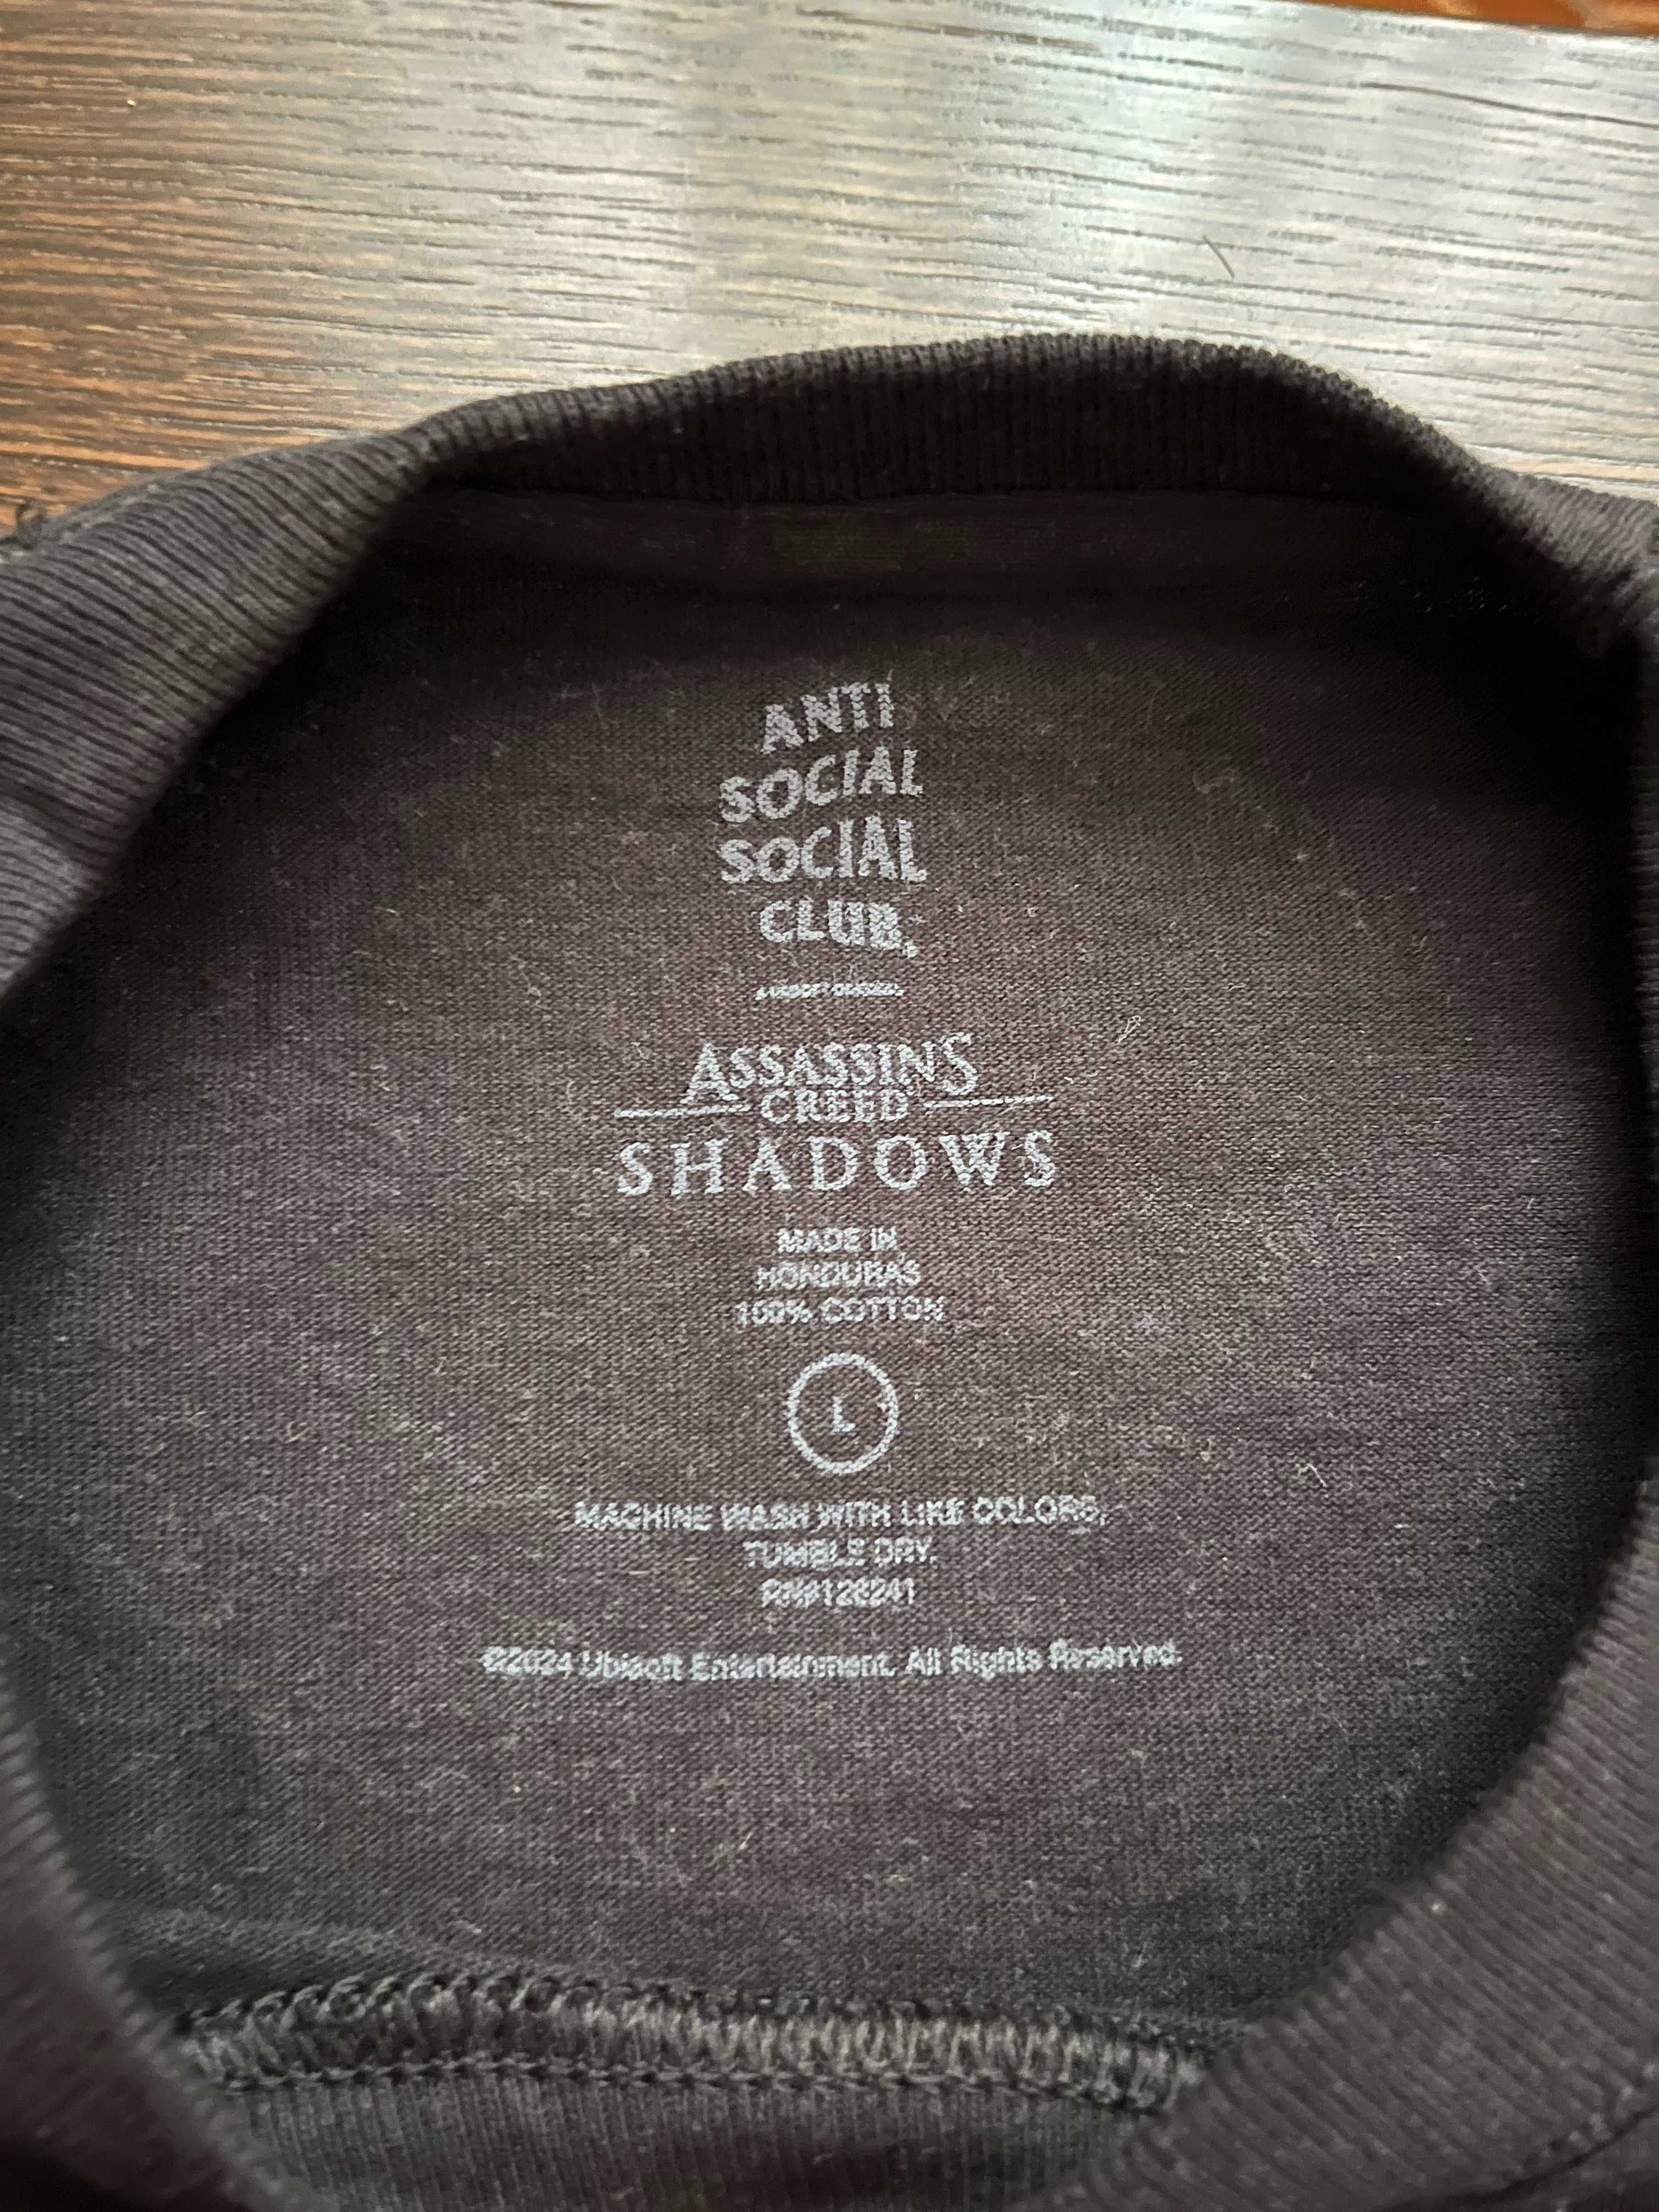 ANTI
SOCIAL
SOCIAL
CLUB.
ASSASSIN'S
CREED
SHADOWS
MADE IN
HONDURAS
100% COTTON
L
MACHINE WASH WITH LIKE COLORS,
TUMBLE DRY.
RN#128241
©2024 Ubisoft Entertainment. All Rights Reserved.